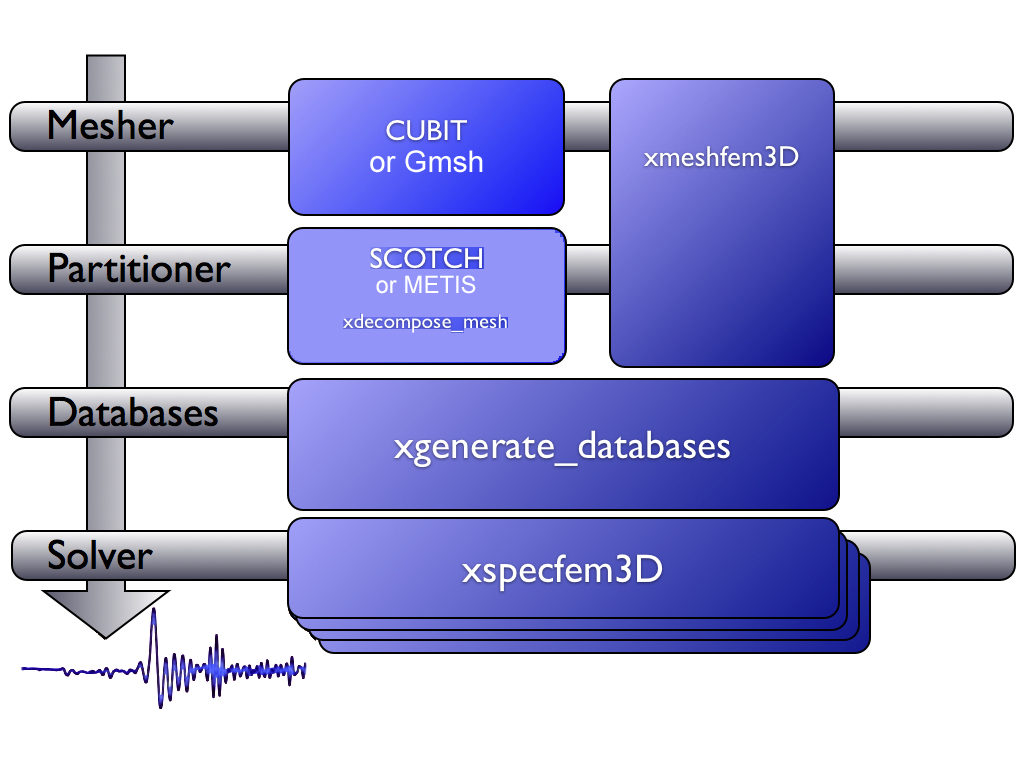 Mesher
CUBIT
or Gmsh
xmeshfem3D
Partitioner
SCOTCH
or METIS
xdecompose_mesh
Databases
xgenerate_databases
Solver
xspecfem3D